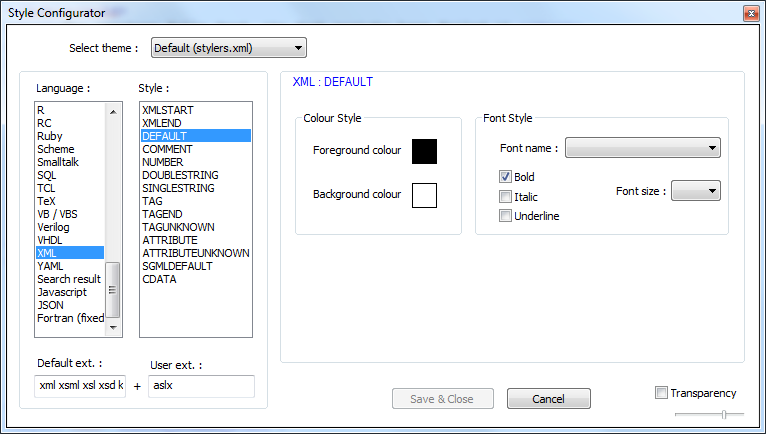 Style Configurator
Select theme : Default (stylers.xml)
Language : Style :
R
RC
Ruby
Scheme
Smalltalk
SQL
TCL
TeX
VB / VBS
Verilog
VHDL
XML
YAML
Search result
Javascript
JSON
Fortran (fixed
XMLSTART
XMLEND
DEFAULT
COMMENT
NUMBER
DOUBLESTRING
SINGLESTRING
TAG
TAGEND
TAGUNKNOWN
ATTRIBUTE
ATTRIBUTEUNKNOWN
SGMLDEFAULT
CDATA
Default ext. : User ext. :
xml xsml xsl xsd k + aslx
XML : DEFAULT
Colour Style
Foreground colour
Background colour
Font Style
Font name :
Bold
Italic
Underline
Font size :
Save & Close Cancel
Transparency